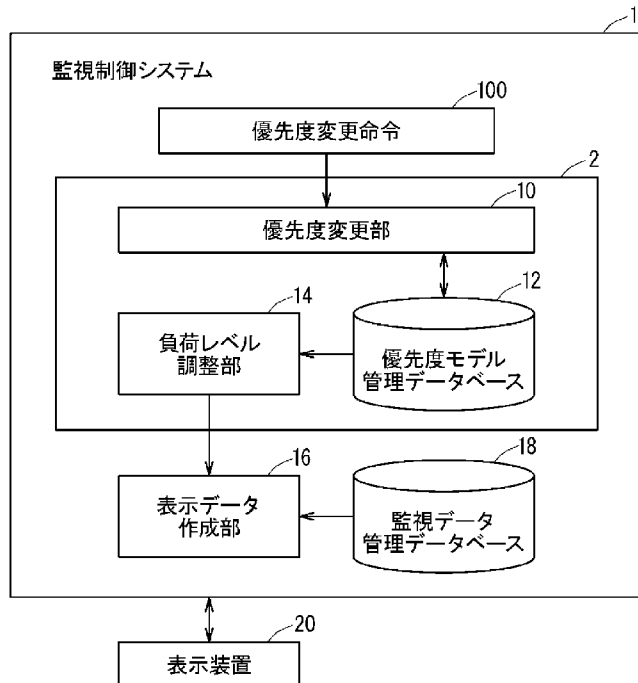 1
監視制御システム
100
優先度変更命令
2
10
優先度変更部
12
14
優先度モデル
管理データベース
負荷レベル
調整部
16
18
表示データ
作成部
監視データ
管理データベース
20
表示装置